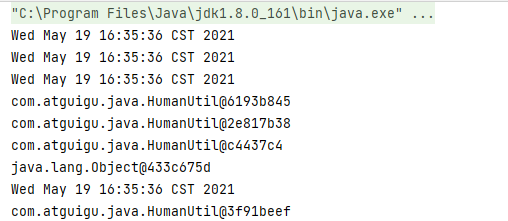 "C:\Program Files\Java\jdk1.8.0_161\bin\java.exe" ...
Wed May 19 16:35:36 CST 2021
Wed May 19 16:35:36 CST 2021
Wed May 19 16:35:36 CST 2021
com.atguigu.java.HumanUtil@6193b845
com.atguigu.java.HumanUtil@2e817b38
com.atguigu.java.HumanUtil@c4437c4
java.lang.Object@433c675d
Wed May 19 16:35:36 CST 2021
com.atguigu.java.HumanUtil@3f91beef